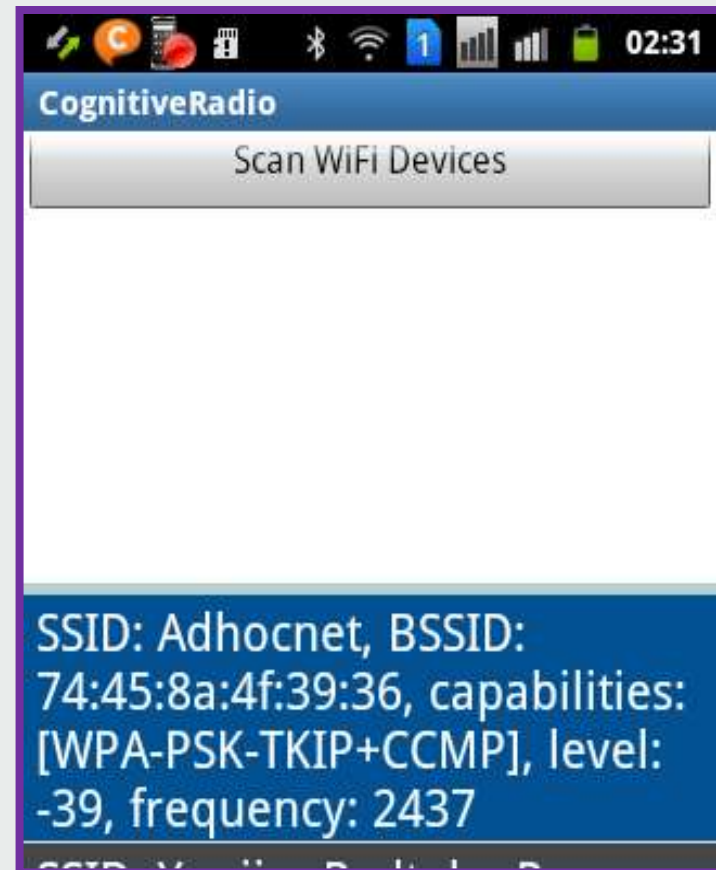 02:31
CognitiveRadio
Scan WiFi Devices
SSID: Adhocnet, BSSID:
74:45:8a:4f:39:36, capabilities:
[WPA-PSK-TKIP+CCMP], level:
-39, frequency: 2437
SSID: